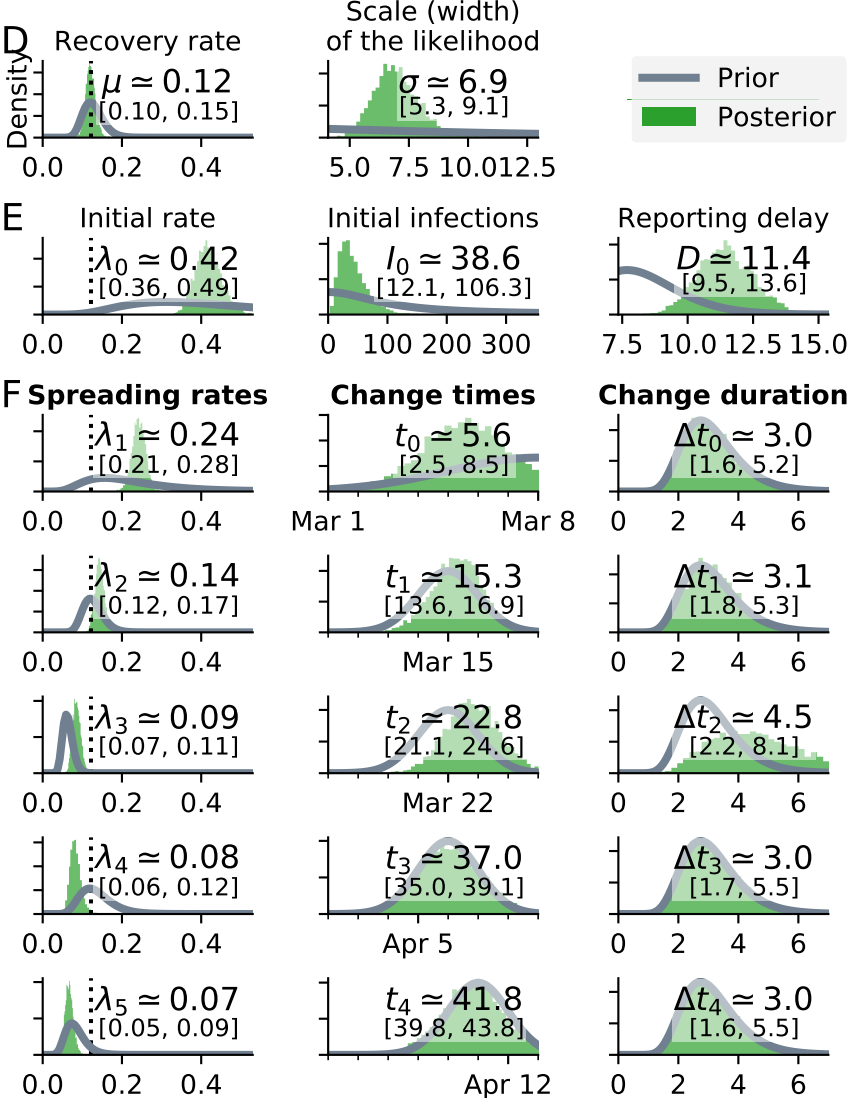 D
Recovery rate
Scale (width)
of the likelihood
Density
μ ≃ 0.12
[0.10, 0.15]
0.0 0.2 0.4
σ ≃ 6.9
[5.3, 9.1]
5.0 7.5 10.0 12.5
Prior
Posterior
E
Initial rate
Initial infections
Reporting delay
λ₀ ≃ 0.42
[0.36, 0.49]
0.0 0.2 0.4
I₀ ≃ 38.6
[12.1, 106.3]
0 100 200 300
D ≃ 11.4
[9.5, 13.6]
7.5 10.0 12.5 15.0
F
Spreading rates
Change times
Change duration
λ₁ ≃ 0.24
[0.21, 0.28]
0.0 0.2 0.4
t₀ ≃ 5.6
[2.5, 8.5]
Mar 1 Mar 8
Δt₀ ≃ 3.0
[1.6, 5.2]
0 2 4 6
λ₂ ≃ 0.14
[0.12, 0.17]
0.0 0.2 0.4
t₁ ≃ 15.3
[13.6, 16.9]
Mar 15
Δt₁ ≃ 3.1
[1.8, 5.3]
0 2 4 6
λ₃ ≃ 0.09
[0.07, 0.11]
0.0 0.2 0.4
t₂ ≃ 22.8
[21.1, 24.6]
Mar 22
Δt₂ ≃ 4.5
[2.2, 8.1]
0 2 4 6
λ₄ ≃ 0.08
[0.06, 0.12]
0.0 0.2 0.4
t₃ ≃ 37.0
[35.0, 39.1]
Apr 5
Δt₃ ≃ 3.0
[1.7, 5.5]
0 2 4 6
λ₅ ≃ 0.07
[0.05, 0.09]
0.0 0.2 0.4
t₄ ≃ 41.8
[39.8, 43.8]
Apr 12
Δt₄ ≃ 3.0
[1.6, 5.5]
0 2 4 6